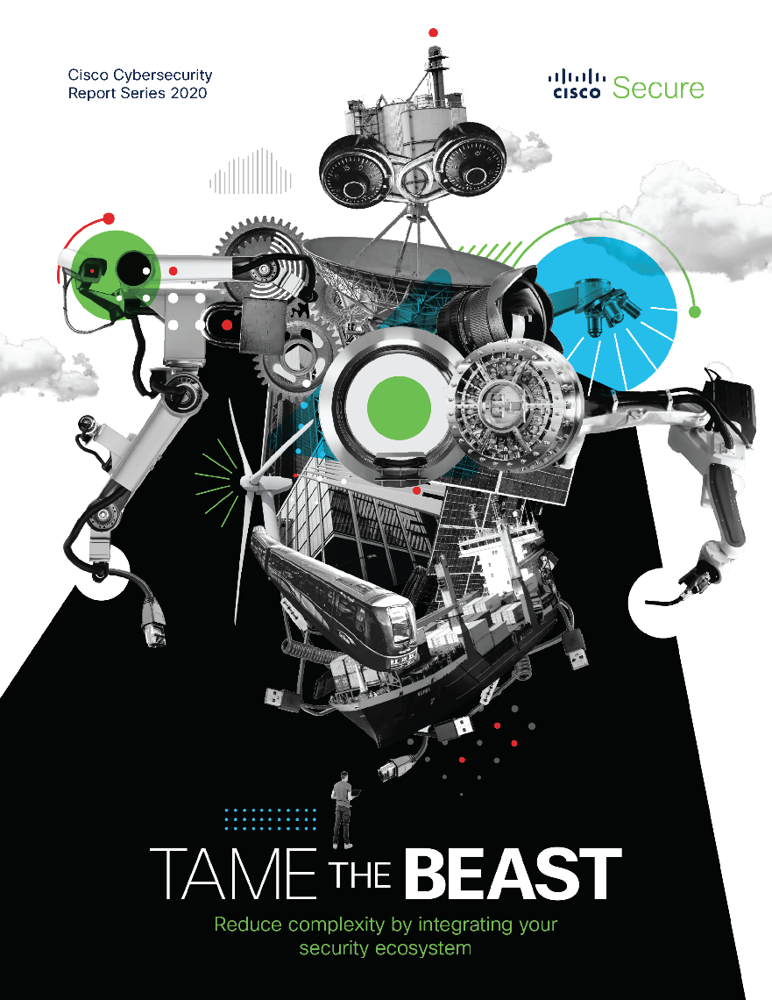 Cisco Cybersecurity
Report Series 2020
CISCO Secure
TAME THE BEAST
Reduce complexity by integrating your
security ecosystem